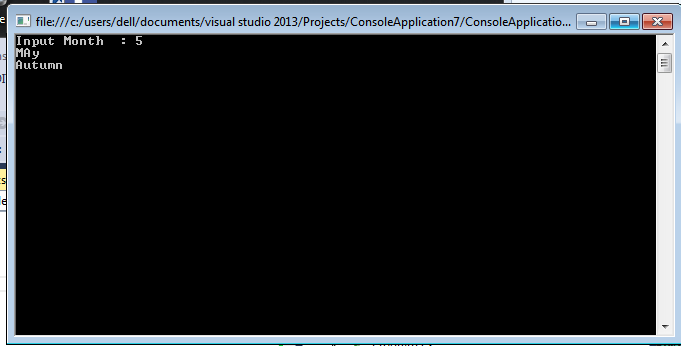 file:///c:/users/dell/documents/visual studio 2013/Projects/ConsoleApplication7/ConsoleApplicatio...
Input Month  : 5
MAy
Autumn